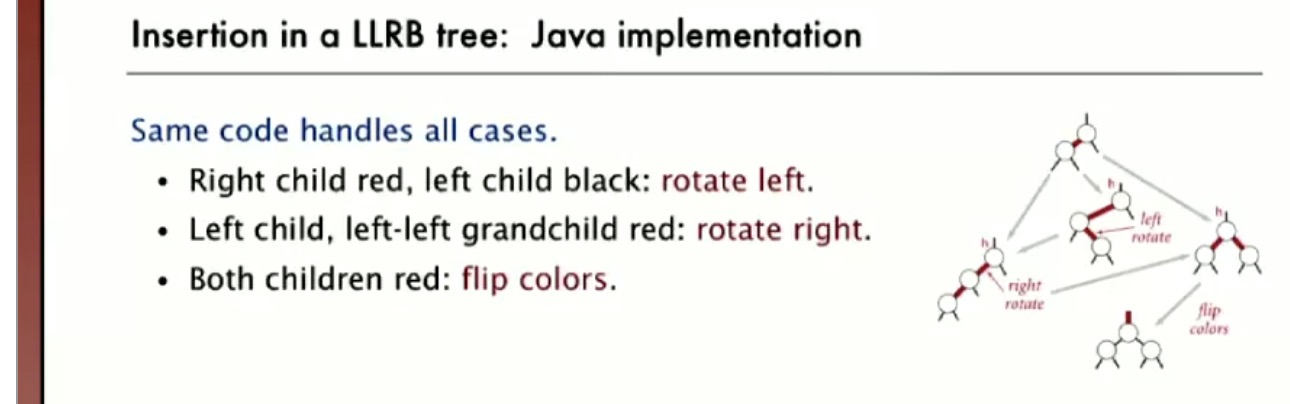 Insertion in a LLRB tree: Java implementation
Same code handles all cases.
• Right child red, left child black: rotate left.
• Left child, left-left grandchild red: rotate right.
• Both children red: flip colors.
h
left
rotate
h
h
right
rotate
flip
colors